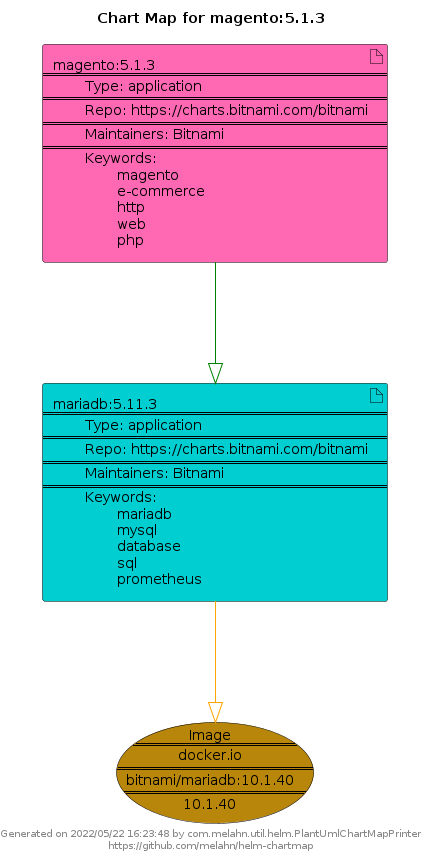 Chart Map for magento:5.1.3
magento:5.1.3
Type: application
Repo: https://charts.bitnami.com/bitnami
Maintainers: Bitnami
Keywords:
magento
e-commerce
http
web
php
mariadb:5.11.3
Type: application
Repo: https://charts.bitnami.com/bitnami
Maintainers: Bitnami
Keywords:
mariadb
mysql
database
sql
prometheus
Image
docker.io
bitnami/mariadb:10.1.40
10.1.40
Generated on 2022/05/22 16:23:48 by com.melahn.util.helm.PlantUmlChartMapPrinter
https://github.com/melahn/helm-chartmap